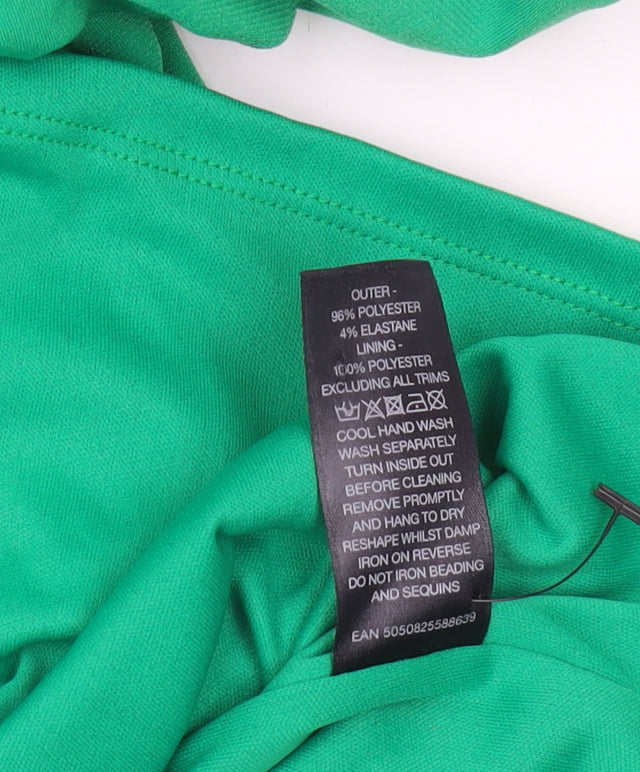 OUTER -
96% POLYESTER
4% ELASTANE
LINING -
100% POLYESTER
EXCLUDING ALL TRIMS
COOL HAND WASH
WASH SEPARATELY
TURN INSIDE OUT
BEFORE CLEANING
REMOVE PROMPTLY
AND HANG TO DRY
RESHAPE WHILST DAMP
IRON ON REVERSE
DO NOT IRON BEADING
AND SEQUINS
EAN 5050825588639